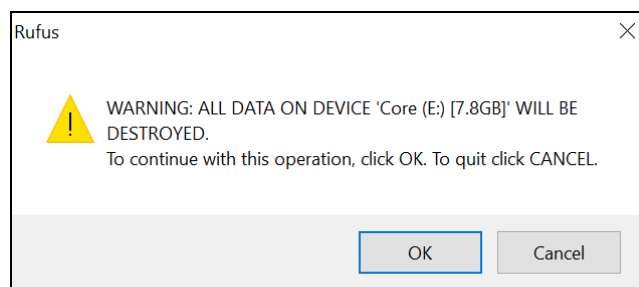 Rufus
WARNING: ALL DATA ON DEVICE 'Core (E:) [7.8GB]' WILL BE
DESTROYED.
To continue with this operation, click OK. To quit click CANCEL.
OK
Cancel